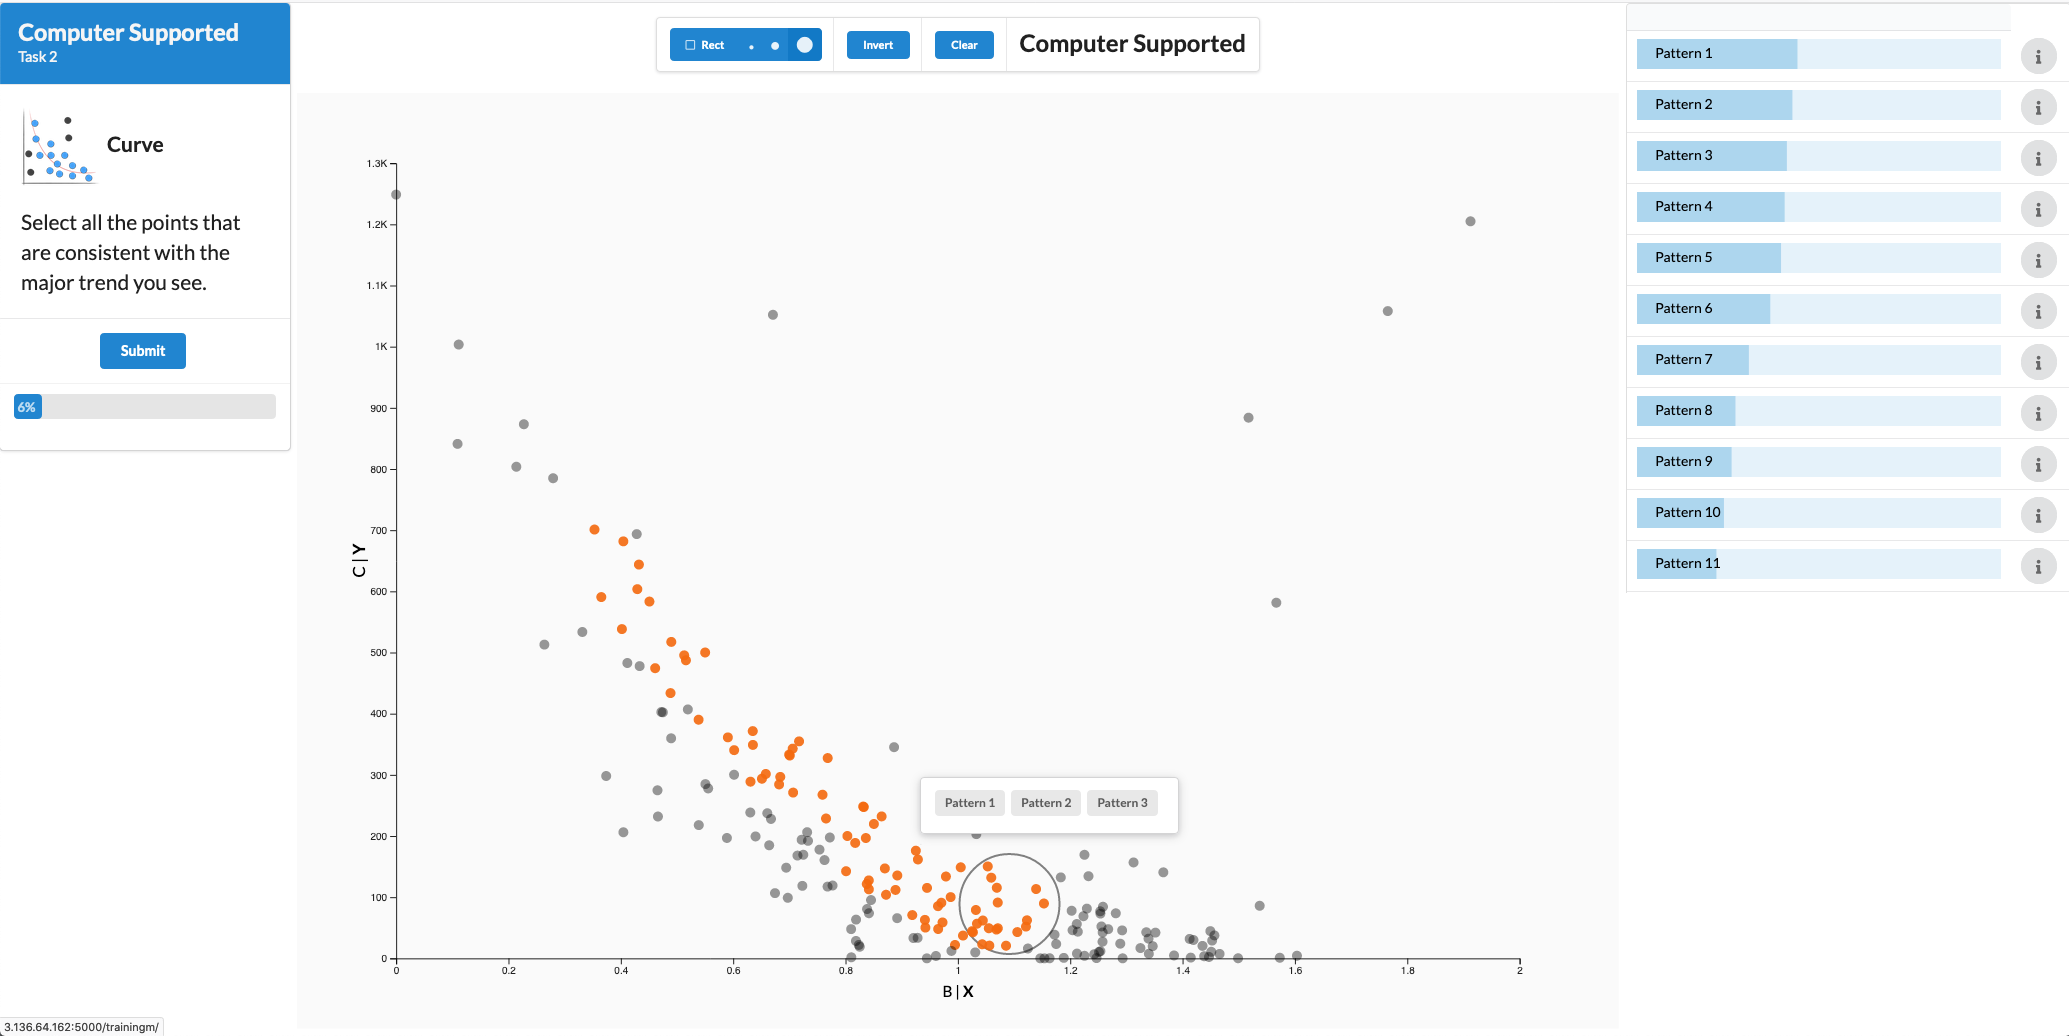 Computer Supported
Task 2
Curve
Select all the points that
are consistent with the
major trend you see.
Submit
6%
Rect
Invert
Clear
Computer Supported
1.3K
1.2K
1.1K
1K
900
800
700
600
500
400
300
200
100
0
C | Y
0 0.2 0.4 0.6 0.8 1 1.2 1.4 1.6 1.8 2
B | X
Pattern 1 Pattern 2 Pattern 3
Pattern 1
Pattern 2
Pattern 3
Pattern 4
Pattern 5
Pattern 6
Pattern 7
Pattern 8
Pattern 9
Pattern 10
Pattern 11
3.136.64.162:5000/trainingm/